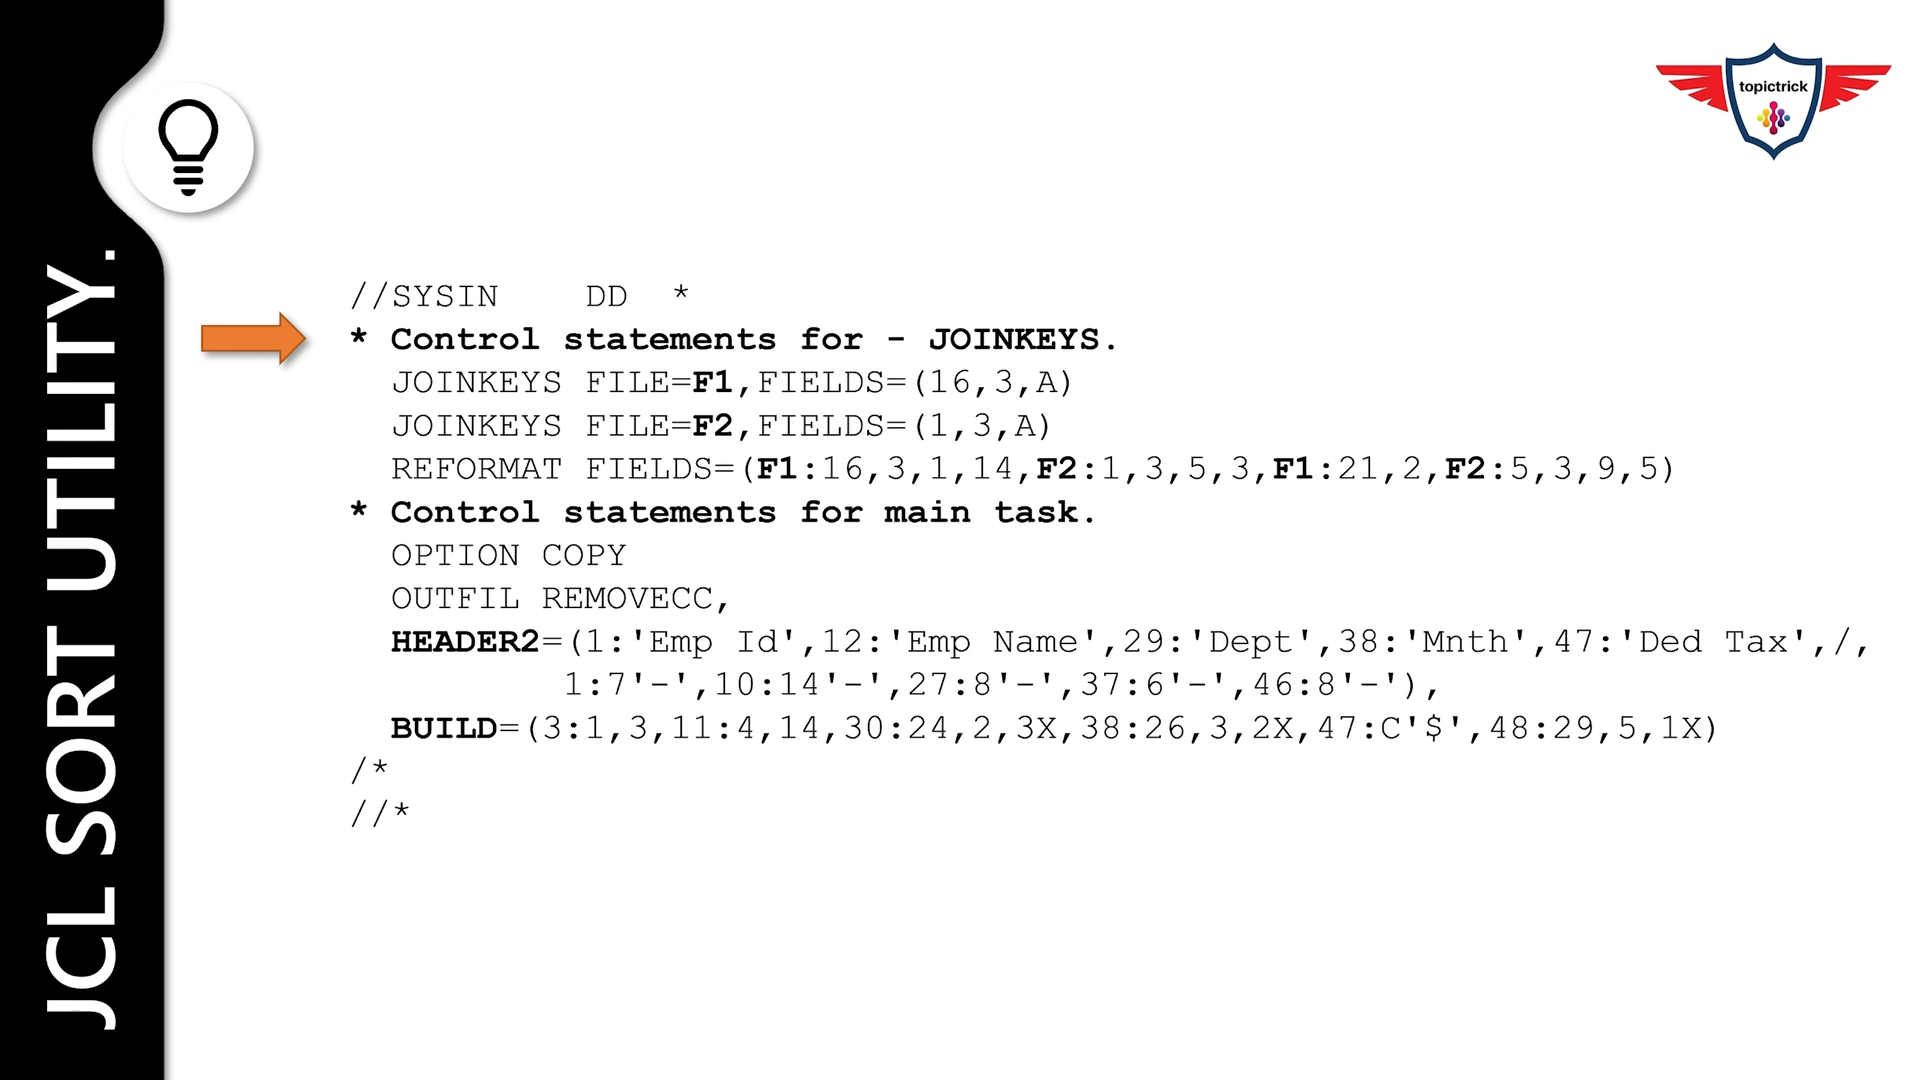 JCL SORT UTILITY.
topictrick
//SYSIN    DD  *
* Control statements for - JOINKEYS.
  JOINKEYS FILE=F1,FIELDS=(16,3,A)
  JOINKEYS FILE=F2,FIELDS=(1,3,A)
  REFORMAT FIELDS=(F1:16,3,1,14,F2:1,3,5,3,F1:21,2,F2:5,3,9,5)
* Control statements for main task.
  OPTION COPY
  OUTFIL REMOVECC,
  HEADER2=(1:'Emp Id',12:'Emp Name',29:'Dept',38:'Mnth',47:'Ded Tax',/,
          1:7'-',10:14'-',27:8'-',37:6'-',46:8'-'),
  BUILD=(3:1,3,11:4,14,30:24,2,3X,38:26,3,2X,47:C'$',48:29,5,1X)
/*
//*